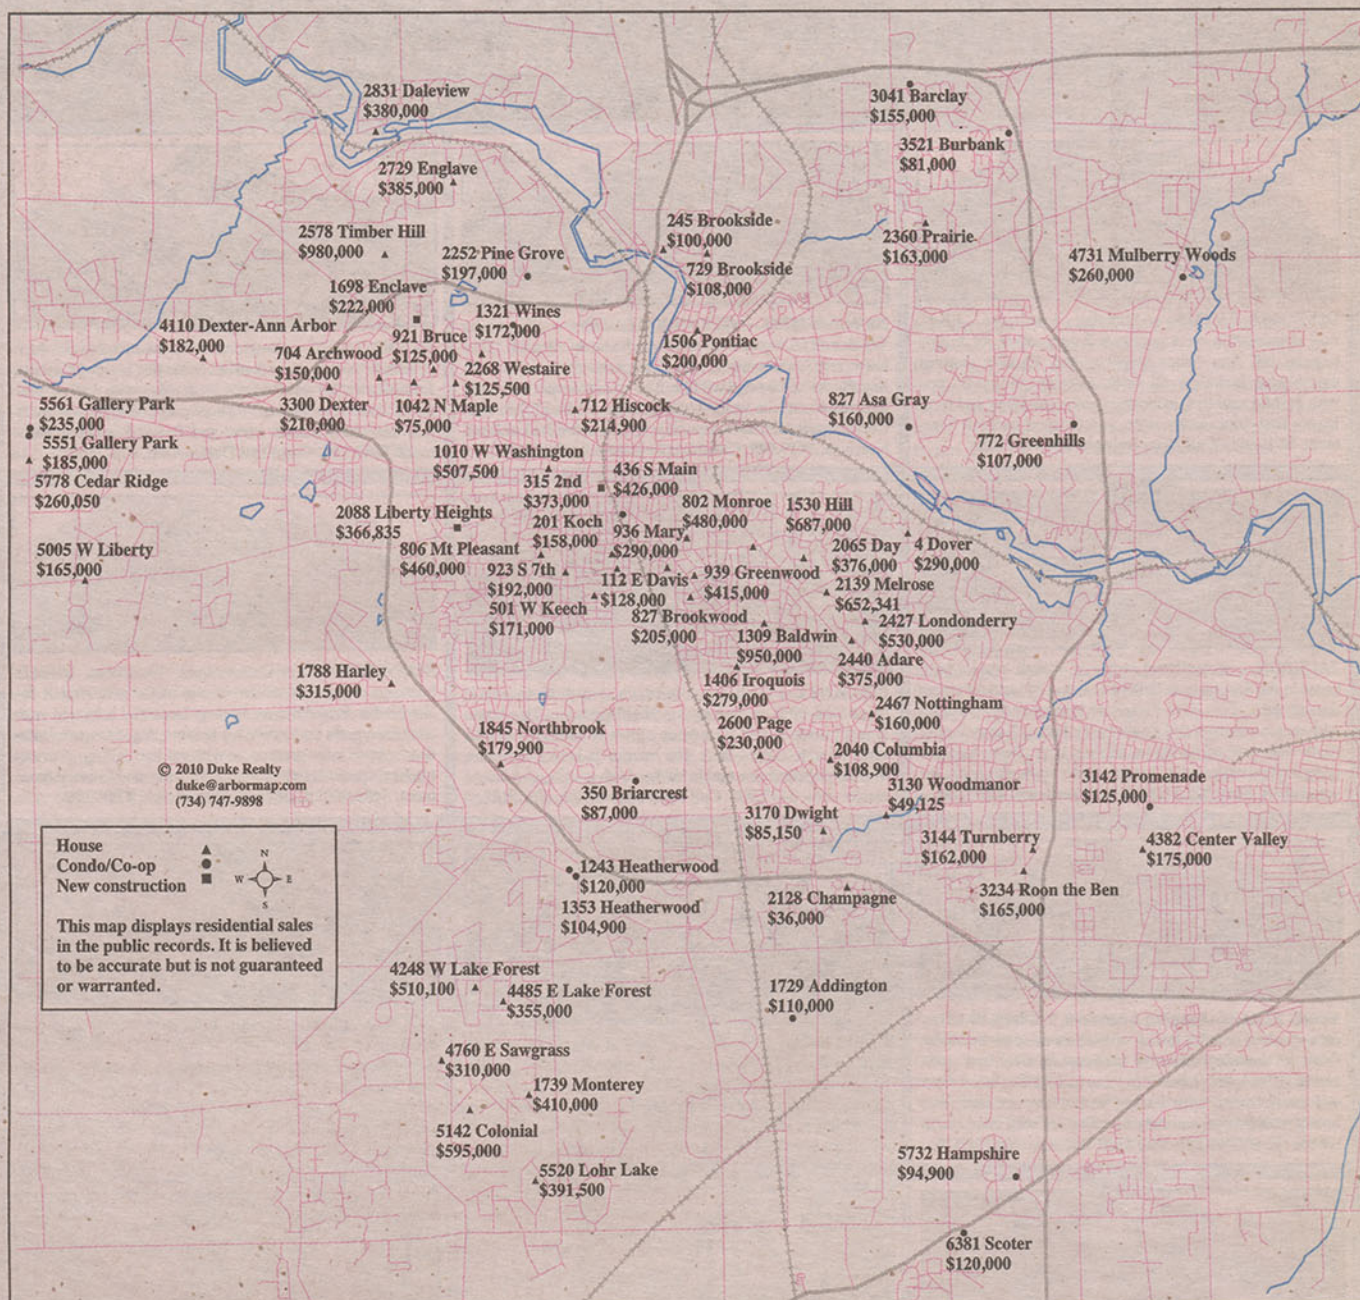 2831 Daleview
$380,000
3041 Barclay
$155,000
3521 Burbank
$81,000
2729 Englave
$385,000
2578 Timber Hill
$980,000
2252 Pine Grove
$197,000
245 Brookside
$100,000
729 Brookside
$108,000
2360 Prairie
$163,000
4731 Mulberry Woods
$260,000
1698 Enclave
$222,000
1321 Wines
$172,000
4110 Dexter-Ann Arbor
$182,000
921 Bruce
$125,000
704 Archwood
$150,000
2268 Westaire
$125,500
1506 Pontiac
$200,000
5561 Gallery Park
$235,000
5551 Gallery Park
$185,000
5778 Cedar Ridge
$260,050
3300 Dexter
$210,000
1042 N Maple
$75,000
712 Hiscock
$214,900
827 Asa Gray
$160,000
772 Greenhills
$107,000
1010 W Washington
$507,500
315 2nd
$373,000
436 S Main
$426,000
2088 Liberty Heights
$366,835
201 Koch
$158,000
936 Mary
$290,000
802 Monroe
$480,000
1530 Hill
$687,000
5005 W Liberty
$165,000
806 Mt Pleasant
$460,000
923 S 7th
$192,000
112 E Davis
$128,000
939 Greenwood
$415,000
2065 Day
$376,000
4 Dover
$290,000
2139 Melrose
$652,341
501 W Keech
$171,000
827 Brookwood
$205,000
1309 Baldwin
$950,000
2427 Londonderry
$530,000
2440 Adare
$375,000
1788 Harley
$315,000
1406 Iroquois
$279,000
2467 Nottingham
$160,000
1845 Northbrook
$179,900
2600 Page
$230,000
2040 Columbia
$108,900
© 2010 Duke Realty
duke@arbormap.com
(734) 747-9898
350 Briarcrest
$87,000
3130 Woodmanor
$49,125
3142 Promenade
$125,000
3170 Dwight
$85,150
3144 Turnberry
$162,000
4382 Center Valley
$175,000
House
Condo/Co-op
New construction
N
W E
S
This map displays residential sales
in the public records. It is believed
to be accurate but is not guaranteed
or warranted.
1243 Heatherwood
$120,000
1353 Heatherwood
$104,900
2128 Champagne
$36,000
3234 Roon the Ben
$165,000
4248 W Lake Forest
$510,100
4485 E Lake Forest
$355,000
1729 Addington
$110,000
4760 E Sawgrass
$310,000
1739 Monterey
$410,000
5142 Colonial
$595,000
5520 Lohr Lake
$391,500
5732 Hampshire
$94,900
6381 Scoter
$120,000